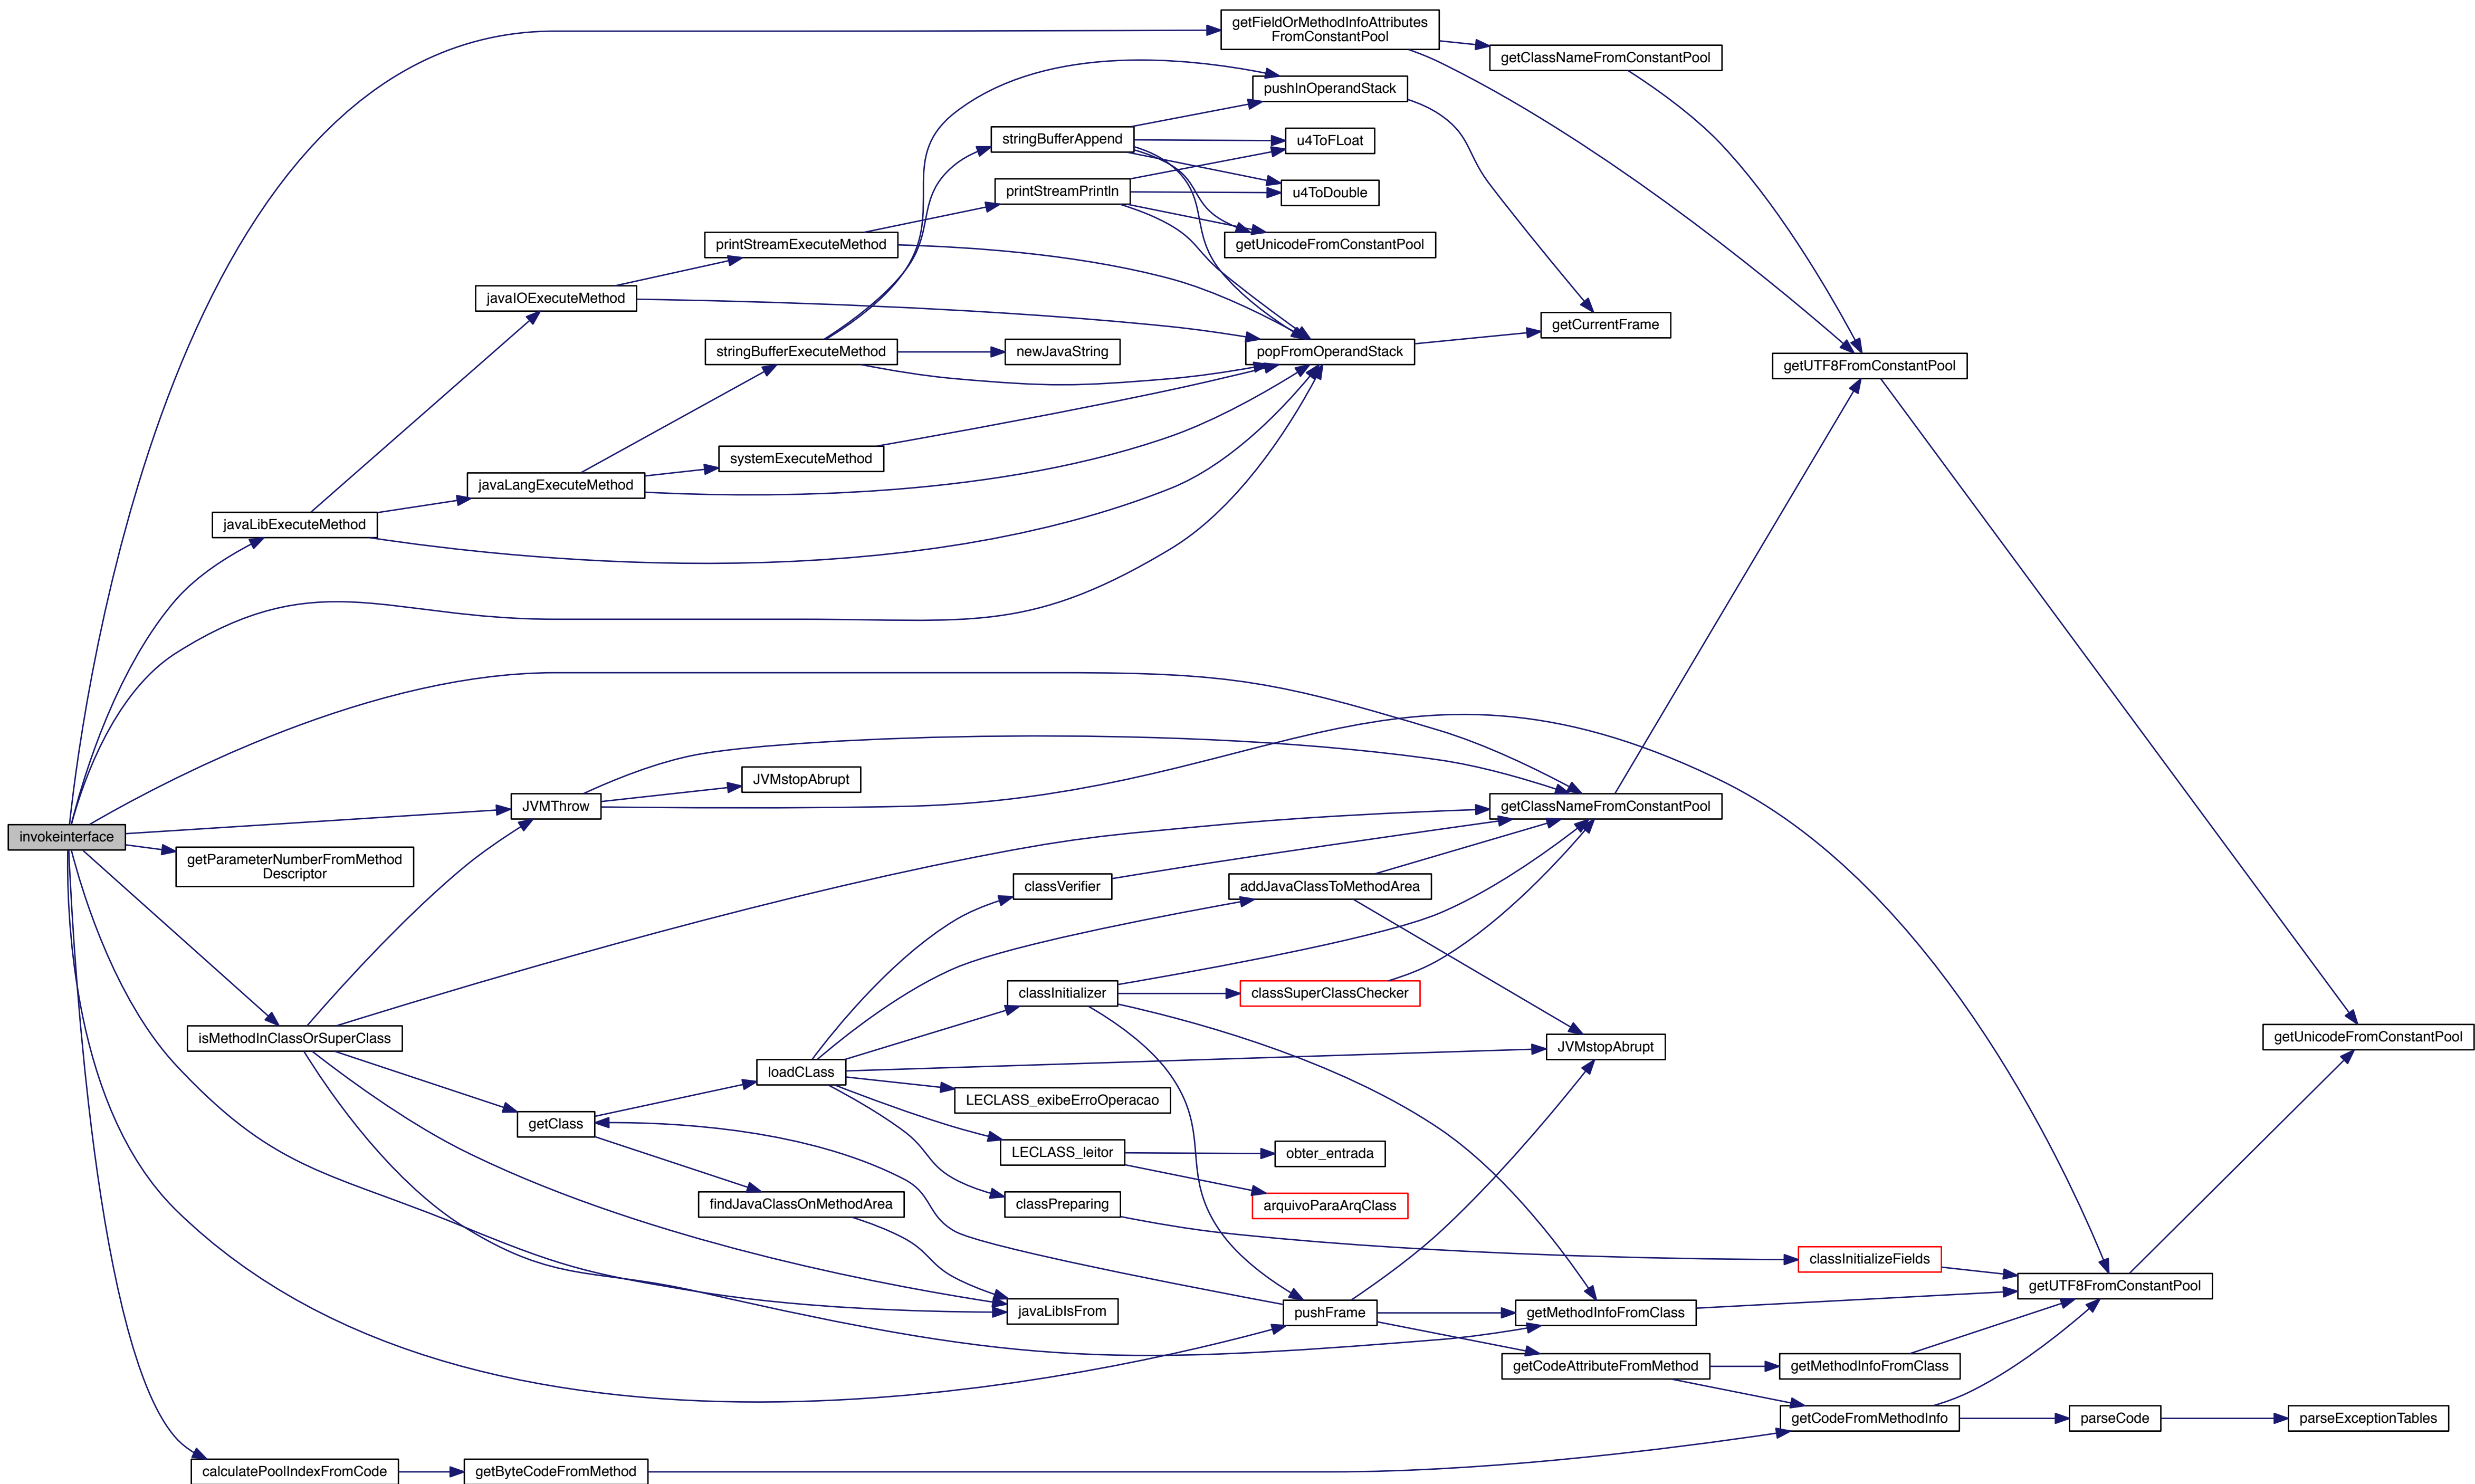 getFieldOrMethodInfoAttributes
FromConstantPool
getClassNameFromConstantPool
pushInOperandStack
stringBufferAppend
u4ToFLoat
printStreamPrintln
u4ToDouble
printStreamExecuteMethod
getUnicodeFromConstantPool
javaIOExecuteMethod
getCurrentFrame
stringBufferExecuteMethod
newJavaString
popFromOperandStack
getUTF8FromConstantPool
systemExecuteMethod
javaLangExecuteMethod
javaLibExecuteMethod
JVMstopAbrupt
JVMThrow
getClassNameFromConstantPool
invokeinterface
getParameterNumberFromMethod
Descriptor
classVerifier
addJavaClassToMethodArea
classInitializer
classSuperClassChecker
isMethodInClassOrSuperClass
getUnicodeFromConstantPool
JVMstopAbrupt
loadCLass
LECLASS_exibeErroOperacao
getClass
LECLASS_leitor
obter_entrada
findJavaClassOnMethodArea
classPreparing
arquivoParaArqClass
classInitializeFields
getUTF8FromConstantPool
javaLibIsFrom
pushFrame
getMethodInfoFromClass
getCodeAttributeFromMethod
getMethodInfoFromClass
getCodeFromMethodInfo
parseCode
parseExceptionTables
calculatePoolIndexFromCode
getByteCodeFromMethod